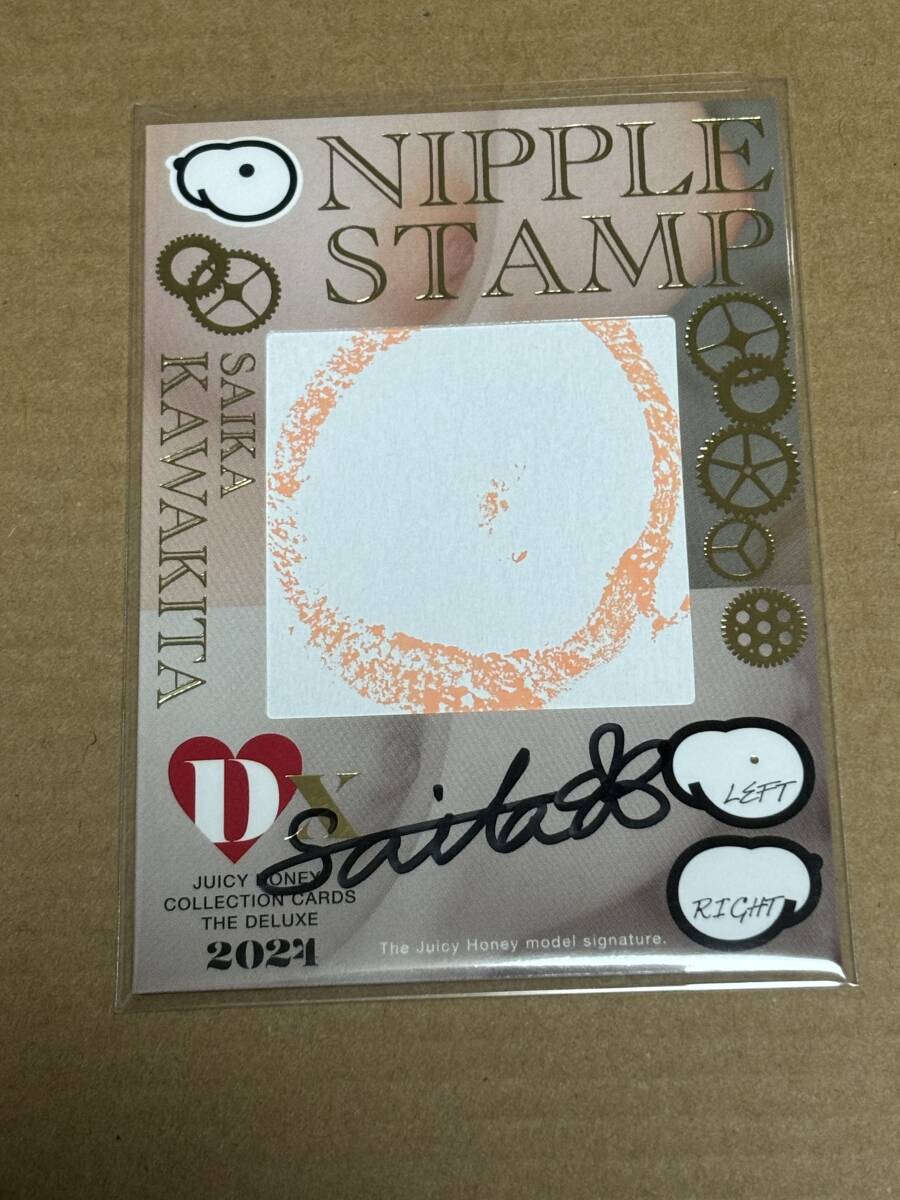 NIPPLE
STAMP
SAIKA
KAWAKITA
DX
JUICY HONEY
COLLECTION CARDS
THE DELUXE
2024
Saika
LEFT
RIGHT
The Juicy Honey model signature.